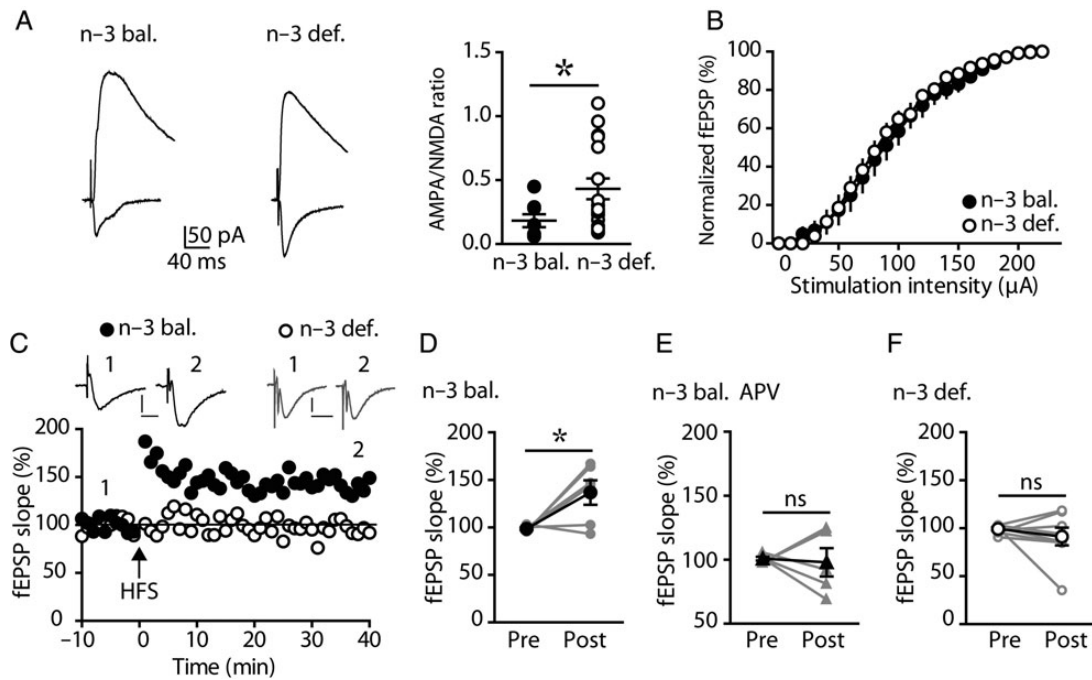 A
n–3 bal.
n–3 def.
50 pA
40 ms
AMPA/NMDA ratio
1.5
1.0
0.5
0.0
*
n–3 bal.
n–3 def.
B
Normalized fEPSP (%)
100
80
60
40
20
0
n–3 bal.
n–3 def.
50
100
150
200
Stimulation intensity (µA)
C
n–3 bal.
n–3 def.
1
2
1
2
fEPSP slope (%)
200
150
100
50
0
1
2
HFS
–10
0
10
20
30
40
Time (min)
D
n–3 bal.
fEPSP slope (%)
200
150
100
50
0
*
Pre
Post
E
n–3 bal. APV
fEPSP slope (%)
200
150
100
50
ns
Pre
Post
F
n–3 def.
fEPSP slope (%)
200
150
100
50
0
ns
Pre
Post